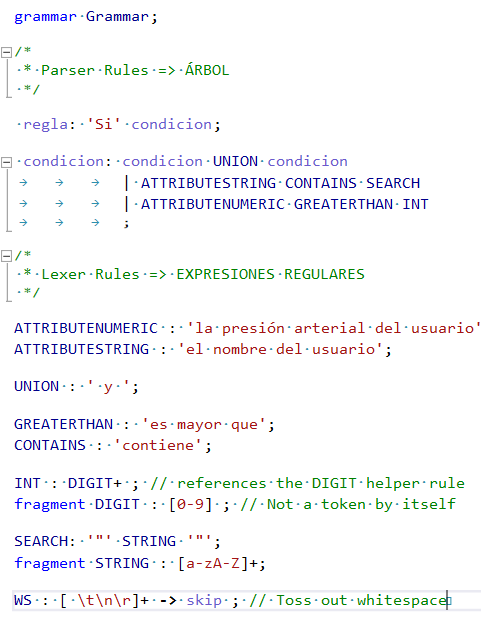 grammar Grammar;
/*
* Parser Rules => ÁRBOL
*/
regla: 'Si' condicion;
condicion: condicion UNION condicion
| ATTRIBUTESTRING CONTAINS SEARCH
| ATTRIBUTENUMERIC GREATERTHAN INT
;
/*
* Lexer Rules => EXPRESIONES REGULARES
*/
ATTRIBUTENUMERIC : 'la presión arterial del usuario'
ATTRIBUTESTRING : 'el nombre del usuario';
UNION : ' y ';
GREATERTHAN : 'es mayor que';
CONTAINS : 'contiene';
INT : DIGIT+ ; // references the DIGIT helper rule
fragment DIGIT : [0-9] ; // Not a token by itself
SEARCH: '"' STRING '"';
fragment STRING : [a-zA-Z]+;
WS : [ \t\n\r]+ -> skip ; // Toss out whitespace